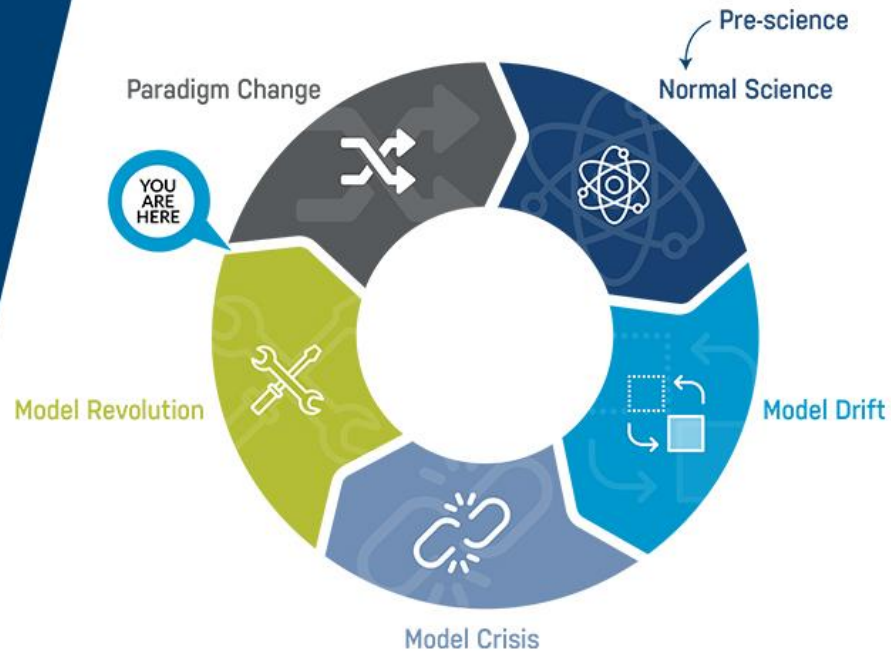 Pre-science
Paradigm Change
Normal Science
YOU
ARE
HERE
Model Revolution
Model Drift
Model Crisis